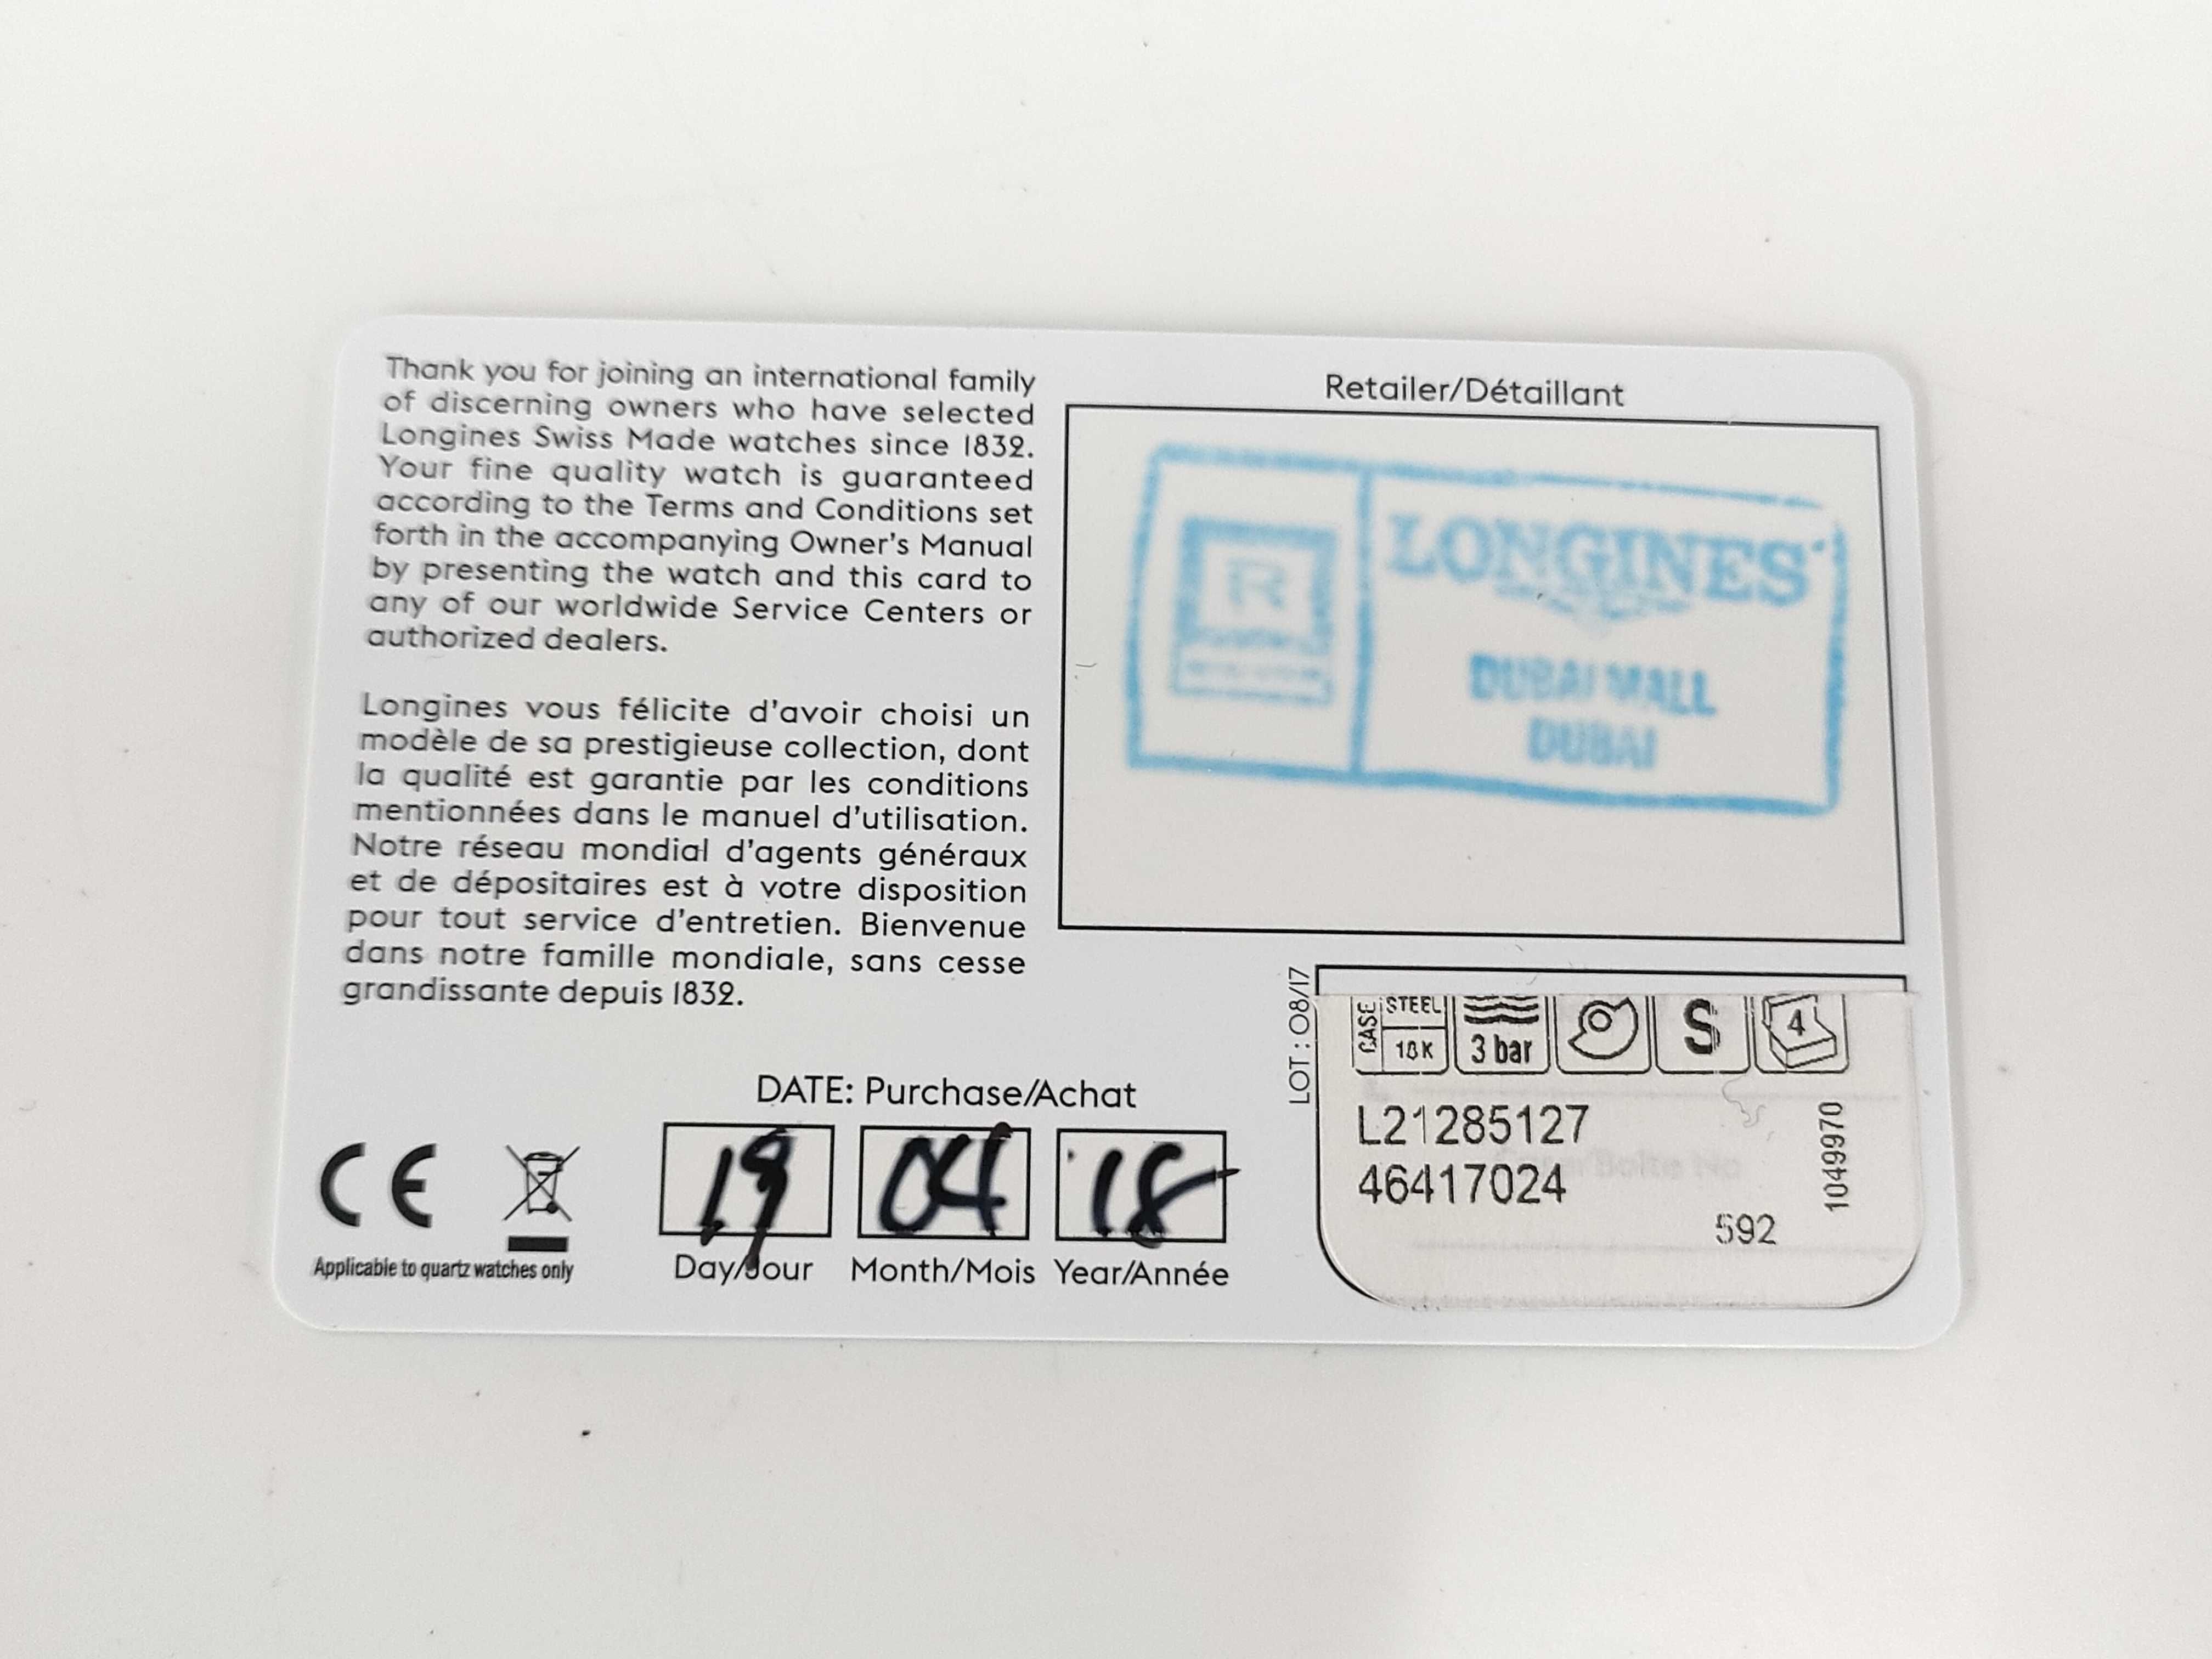 Thank you for joining an international family
of discerning owners who have selected
Longines Swiss Made watches since 1832.
Your fine quality watch is guaranteed
according to the Terms and Conditions set
forth in the accompanying Owner's Manual
by presenting the watch and this card to
any of our worldwide Service Centers or
authorized dealers.
Longines vous félicite d'avoir choisi un
modèle de sa prestigieuse collection, dont
la qualité est garantie par les conditions
mentionnées dans le manuel d'utilisation.
Notre réseau mondial d'agents généraux
et de dépositaires est à votre disposition
pour tout service d'entretien. Bienvenue
dans notre famille mondiale, sans cesse
grandissante depuis 1832.
Retailer/Détaillant
R
LONGINES
DUBAI MALL
DUBAI
DATE: Purchase/Achat
19 04 18
Day/Jour Month/Mois Year/Année
CE
Applicable to quartz watches only
LOT : 08/17
CASE STEEL 18K
3 bar
S
4
L21285127
46417024
592
1049970